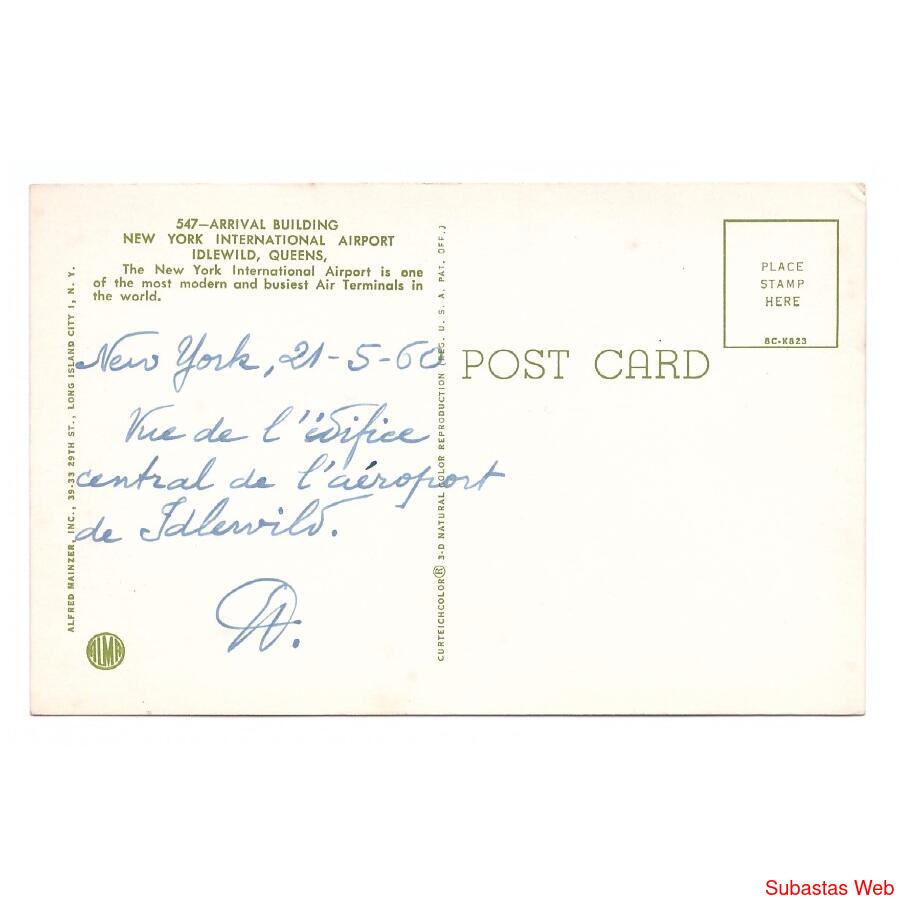 547—ARRIVAL BUILDING
NEW YORK INTERNATIONAL AIRPORT
IDLEWILD, QUEENS,
The New York International Airport is one
of the most modern and busiest Air Terminals in
the world.
New York, 21-5-60
Vue de l'édifice
central de l'aéroport
de Idlewild.
ALFRED MAINZER, INC., 39-33 29TH ST., LONG ISLAND CITY 1, N. Y.
ALMA
CURTEICHCOLOR® 3-D NATURAL COLOR REPRODUCTION (REG. U. S. A. PAT. OFF.)
POST CARD
PLACE
STAMP
HERE
8C-K823
Subastas Web